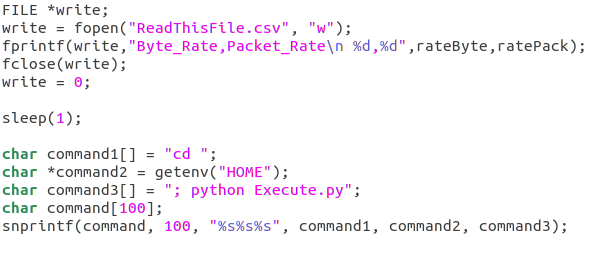 FILE *write;
write = fopen("ReadThisFile.csv", "w");
fprintf(write,"Byte_Rate,Packet_Rate\n %d,%d",rateByte,ratePack);
fclose(write);
write = 0;
sleep(1);
char command1[] = "cd ";
char *command2 = getenv("HOME");
char command3[] = "; python Execute.py";
char command[100];
snprintf(command, 100, "%s%s%s", command1, command2, command3);